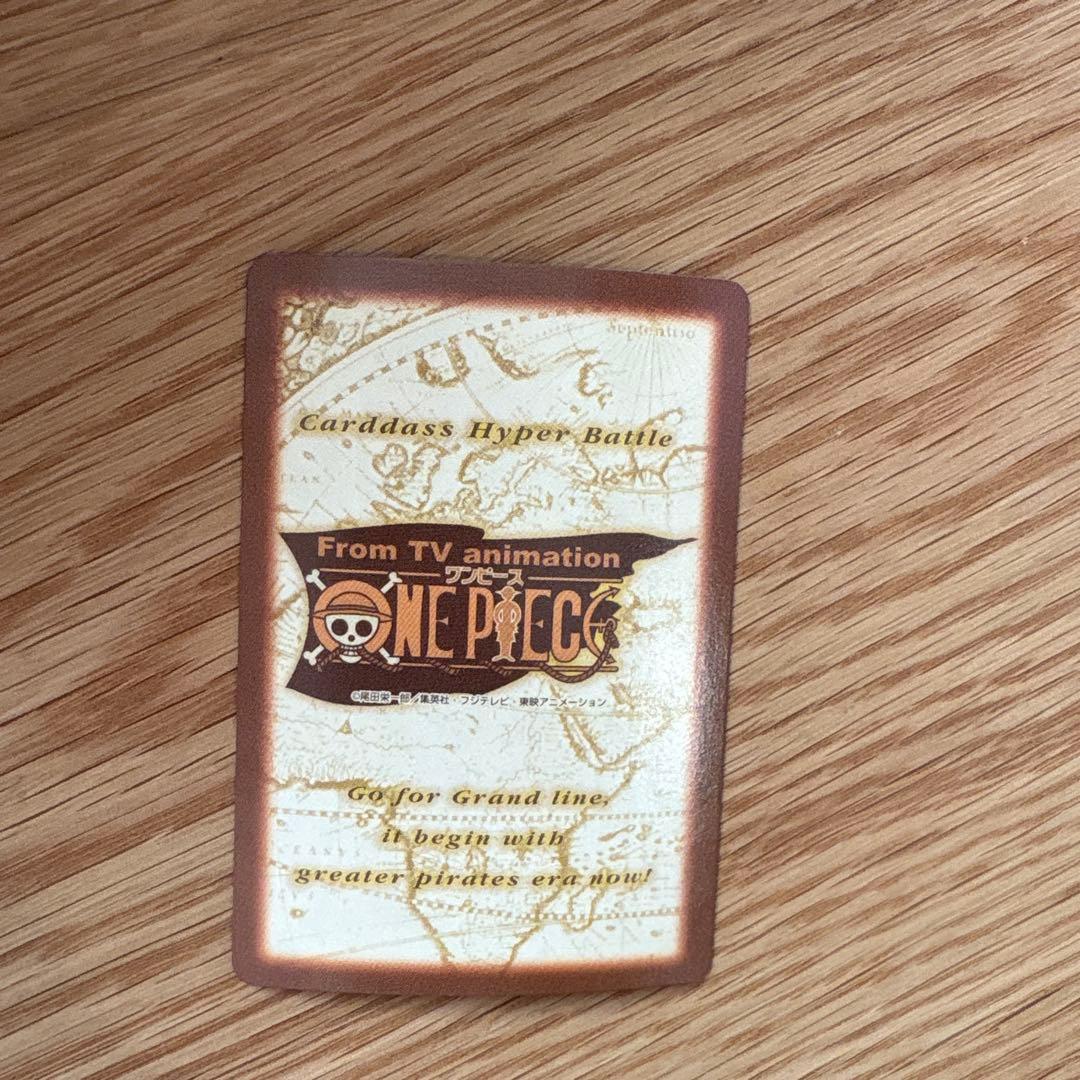 Septentrio
Carddass Hyper Battle
From TV animation
ワンピース
ONE PIECE
©尾田栄一郎/集英社・フジテレビ・東映アニメーション
Go for Grand line,
it begin with
greater pirates era now!